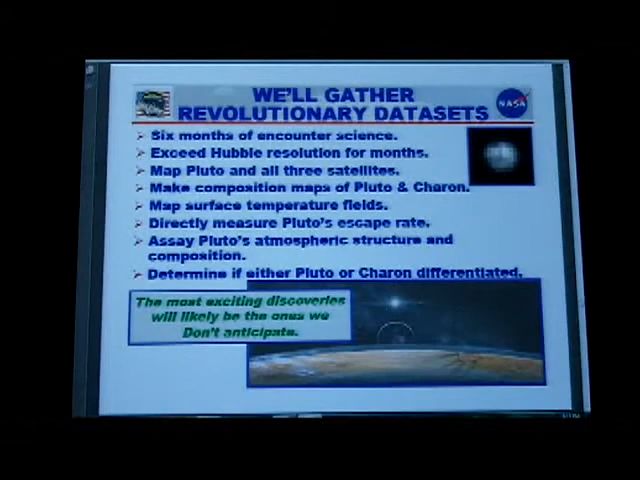 WE'LL GATHER
REVOLUTIONARY DATASETS
NASA
Six months of encounter science.
Exceed Hubble resolution for months.
Map Pluto and all three satellites.
Make composition maps of Pluto & Charon.
Map surface temperature fields.
Directly measure Pluto's escape rate.
Assay Pluto's atmospheric structure and
composition.
Determine if either Pluto or Charon differentiated.
The most exciting discoveries
will likely be the ones we
Don't anticipate.